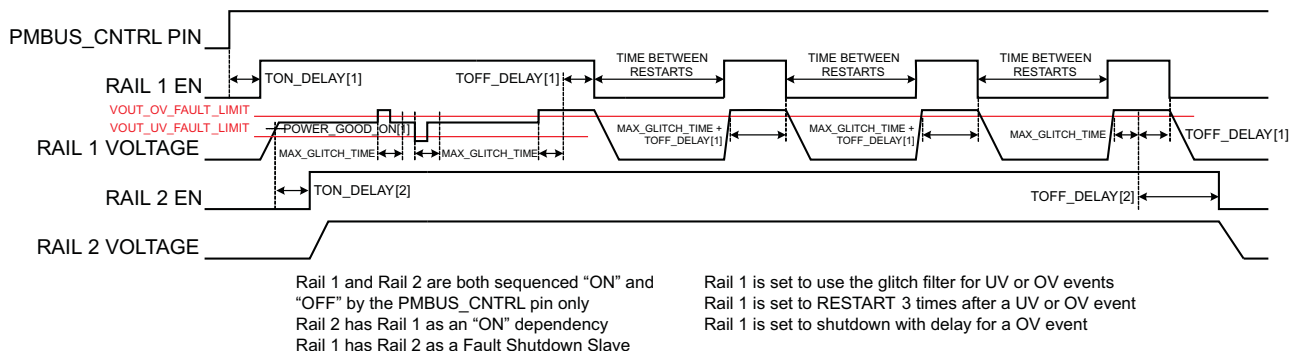 PMBUS_CNTRL PIN
RAIL 1 EN
TON_DELAY[1]
TOFF_DELAY[1]
TIME BETWEEN
RESTARTS
TIME BETWEEN
RESTARTS
TIME BETWEEN
RESTARTS
VOUT_OV_FAULT_LIMIT
VOUT_UV_FAULT_LIMIT
POWER_GOOD_ON[1]
RAIL 1 VOLTAGE
MAX_GLITCH_TIME
MAX_GLITCH_TIME
MAX_GLITCH_TIME +
TOFF_DELAY[1]
MAX_GLITCH_TIME +
TOFF_DELAY[1]
MAX_GLITCH_TIME
TOFF_DELAY[1]
RAIL 2 EN
TON_DELAY[2]
TOFF_DELAY[2]
RAIL 2 VOLTAGE
Rail 1 and Rail 2 are both sequenced “ON” and
“OFF” by the PMBUS_CNTRL pin only
Rail 2 has Rail 1 as an “ON” dependency
Rail 1 has Rail 2 as a Fault Shutdown Slave
Rail 1 is set to use the glitch filter for UV or OV events
Rail 1 is set to RESTART 3 times after a UV or OV event
Rail 1 is set to shutdown with delay for a OV event